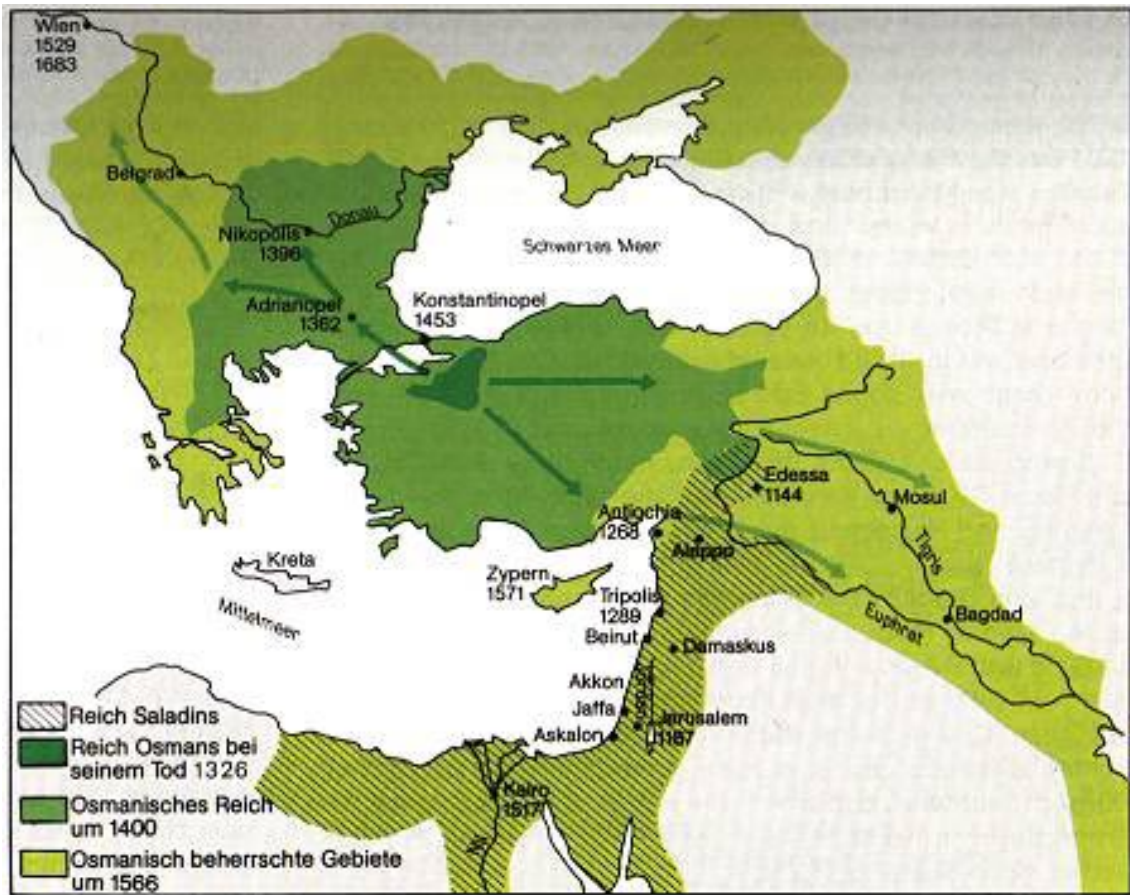 Wien
1529
1683
Belgrad
Donau
Nikopolis
1396
Schwarzes Meer
Adrianopel
1362
Konstantinopel
1453
Edessa
1144
Mosul
Antiochia
1268
Aleppo
Tigris
Kreta
Zypern
1571
Tripolis
1289
Mittelmeer
Euphrat
Bagdad
Beirut
Damaskus
Akkon
Jaffa
Jordan
Jerusalem
1187
Askalon
Kairo
1517
Nil
Reich Saladins
Reich Osmans bei
seinem Tod 1326
Osmanisches Reich
um 1400
Osmanisch beherrschte Gebiete
um 1566